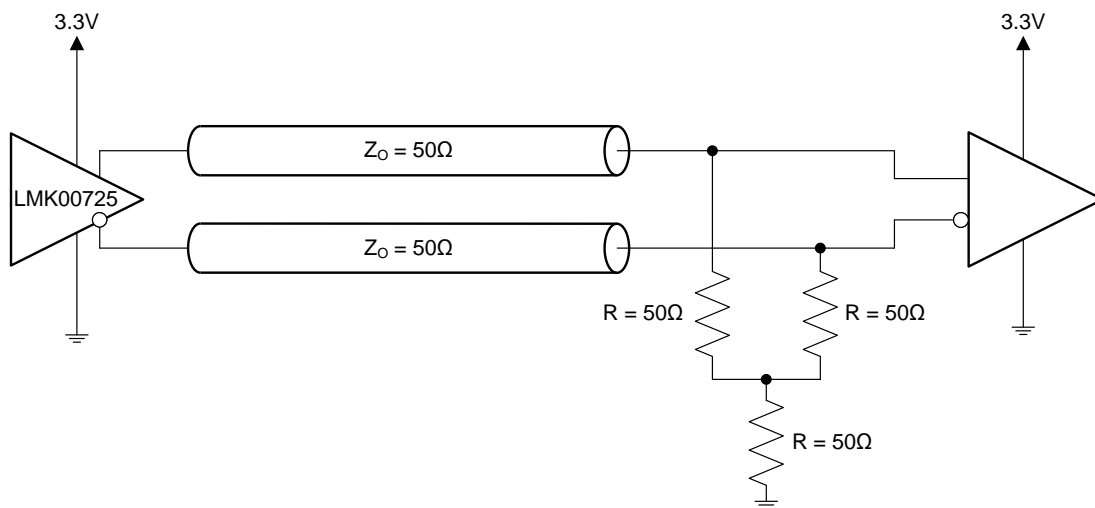 3.3V
3.3V
LMK00725
Z_O = 50Ω
Z_O = 50Ω
R = 50Ω
R = 50Ω
R = 50Ω